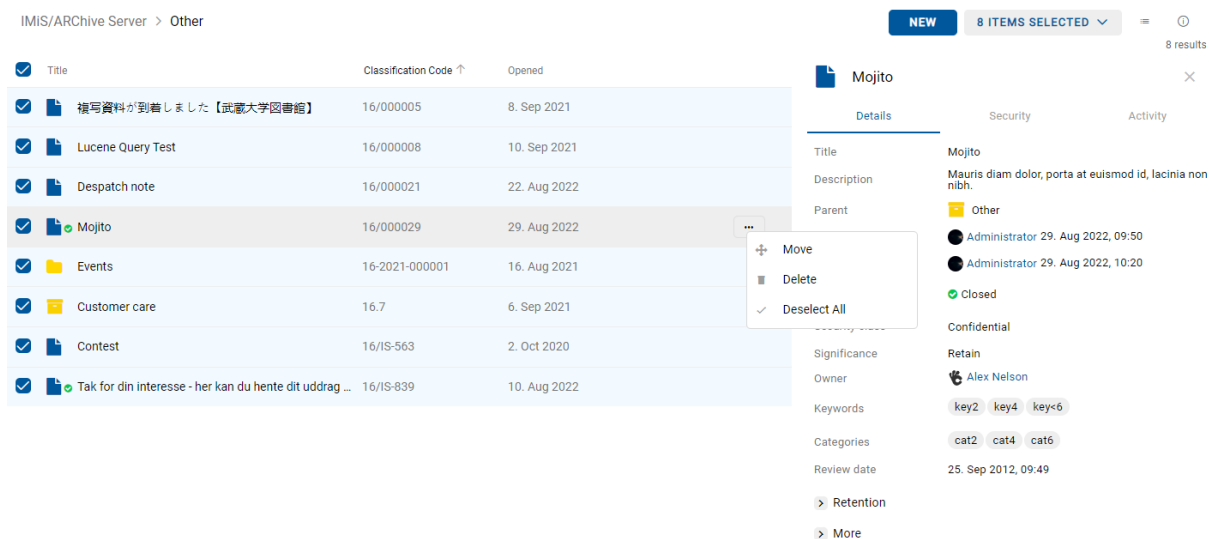 IMiS/ARChive Server > Other
NEW
8 ITEMS SELECTED
8 results
Title Classification Code ↑ Opened
複写資料が到着しました【武蔵大学図書館】 16/000005 8. Sep 2021
Lucene Query Test 16/000008 10. Sep 2021
Despatch note 16/000021 22. Aug 2022
Mojito 16/000029 29. Aug 2022
Events 16-2021-000001 16. Aug 2021
Customer care 16.7 6. Sep 2021
Contest 16/IS-563 2. Oct 2020
Tak for din interesse - her kan du hente dit uddrag ... 16/IS-839 10. Aug 2022
Move
Delete
Deselect All
Mojito
Details Security Activity
Title Mojito
Description Mauris diam dolor, porta at euismod id, lacinia non
nibh.
Parent Other
Administrator 29. Aug 2022, 09:50
Administrator 29. Aug 2022, 10:20
Closed
Confidential
Significance Retain
Owner Alex Nelson
Keywords key2 key4 key<6
Categories cat2 cat4 cat6
Review date 25. Sep 2012, 09:49
> Retention
> More